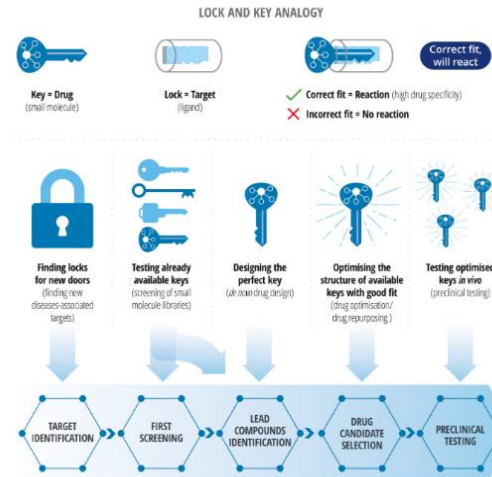 LOCK AND KEY ANALOGY
Key = Drug
(small molecule)
Lock = Target
(ligand)
Correct fit = Reaction (high drug specificity)
Incorrect fit = No reaction
Correct fit,
will react
Finding locks
for new doors
(finding new
diseases-associated
targets)
Testing already
available keys
(screening of small
molecule libraries)
Designing the
perfect key
(de novo drug design)
Optimising the
structure of available
keys with good fit
(drug optimisation/
drug repurposing )
Testing optimised
keys in vivo
(preclinical testing)
TARGET
IDENTIFICATION
FIRST
SCREENING
LEAD
COMPOUNDS
IDENTIFICATION
DRUG
CANDIDATE
SELECTION
PRECLINICAL
TESTING